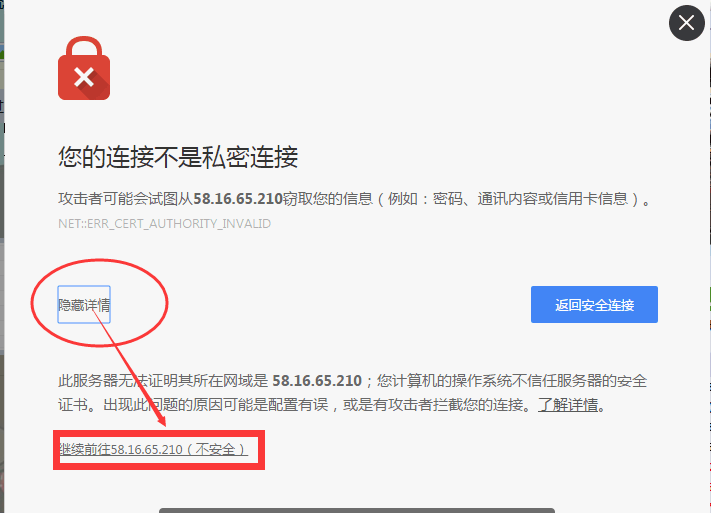 您的连接不是私密连接
攻击者可能会试图从58.16.65.210窃取您的信息（例如：密码、通讯内容或信用卡信息）。
NET::ERR_CERT_AUTHORITY_INVALID
隐藏详情
返回安全连接
此服务器无法证明其所在网域是 58.16.65.210；您计算机的操作系统不信任服务器的安全
证书。出现此问题的原因可能是配置有误，或是有攻击者拦截您的连接。了解详情。
继续前往58.16.65.210（不安全）